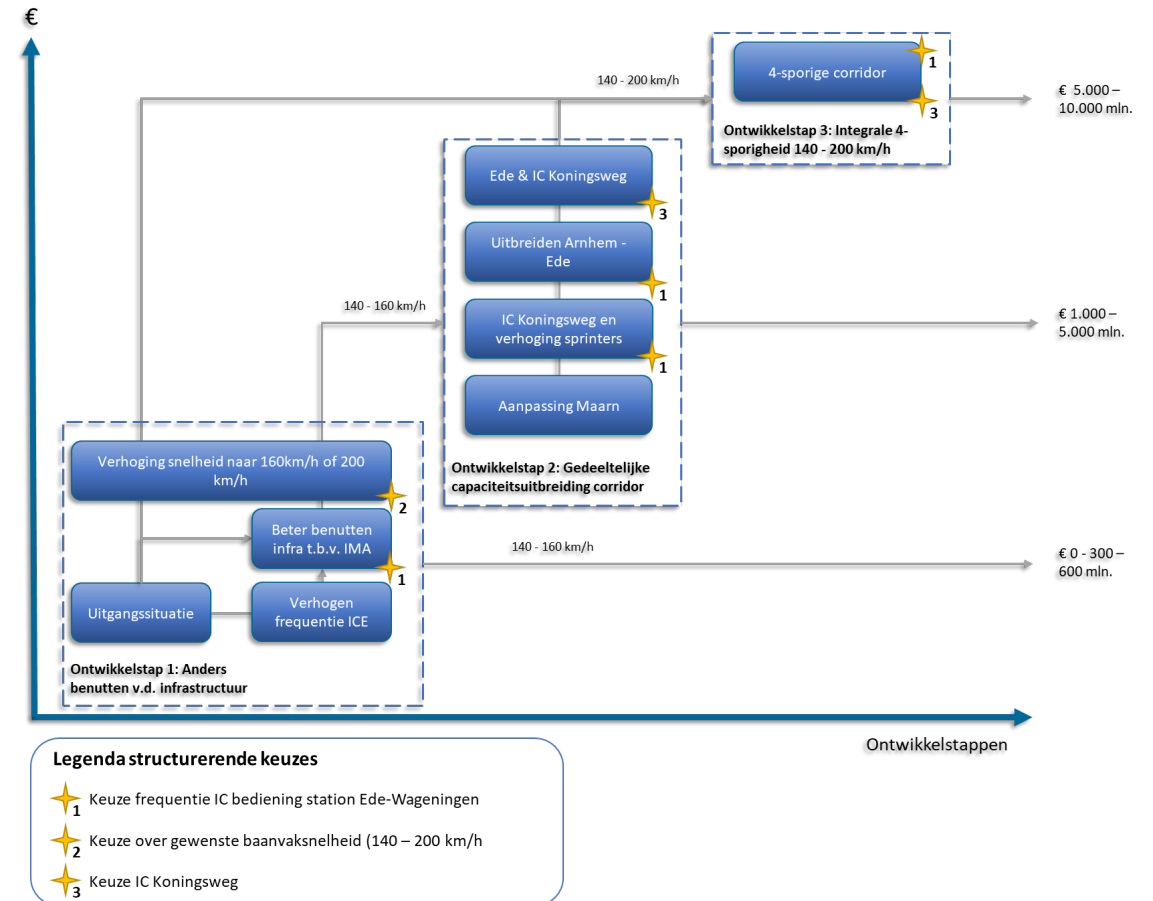 €
140 - 200 km/h
4-sporige corridor
1
3
Ontwikkelstap 3: Integrale 4-
sporigheid 140 - 200 km/h
€ 5.000 –
10.000 mln.
Ede & IC Koningsweg
3
Uitbreiden Arnhem -
Ede
1
IC Koningsweg en
verhoging sprinters
1
Aanpassing Maarn
Ontwikkelstap 2: Gedeeltelijke
capaciteitsuitbreiding corridor
140 - 160 km/h
€ 1.000 –
5.000 mln.
Verhoging snelheid naar 160km/h of 200
km/h
2
Beter benutten
infra t.b.v. IMA
1
Uitgangssituatie
Verhogen
frequentie ICE
Ontwikkelstap 1: Anders
benutten v.d. infrastructuur
140 - 160 km/h
€ 0 - 300 –
600 mln.
Ontwikkelstappen
Legenda structurerende keuzes
1 Keuze frequentie IC bediening station Ede-Wageningen
2 Keuze over gewenste baanvaksnelheid (140 – 200 km/h
3 Keuze IC Koningsweg